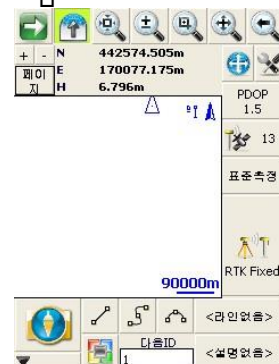 + -
페이지
N 442574.505m
E 170077.175m
H 6.796m
PDOP
1.5
13
표준측정
RTK Fixed
90000m
<라인없음>
다음ID
1
<설명없음>